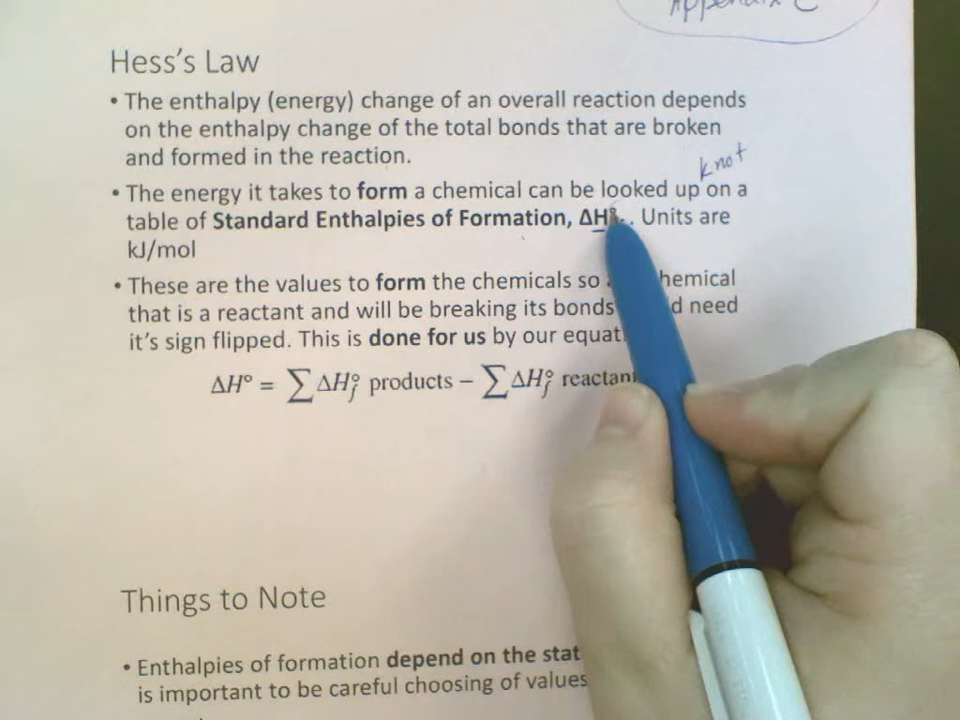 Appendix C
Hess's Law
• The enthalpy (energy) change of an overall reaction depends
on the enthalpy change of the total bonds that are broken
and formed in the reaction.
knot
• The energy it takes to form a chemical can be looked up on a
table of Standard Enthalpies of Formation, ΔH°. Units are
kJ/mol
• These are the values to form the chemicals so hemical
that is a reactant and will be breaking its bonds d need
it's sign flipped. This is done for us by our equat
ΔH° = ∑ ΔH°f products – ∑ ΔH°f reactan
Things to Note
• Enthalpies of formation depend on the stat
is important to be careful choosing of values